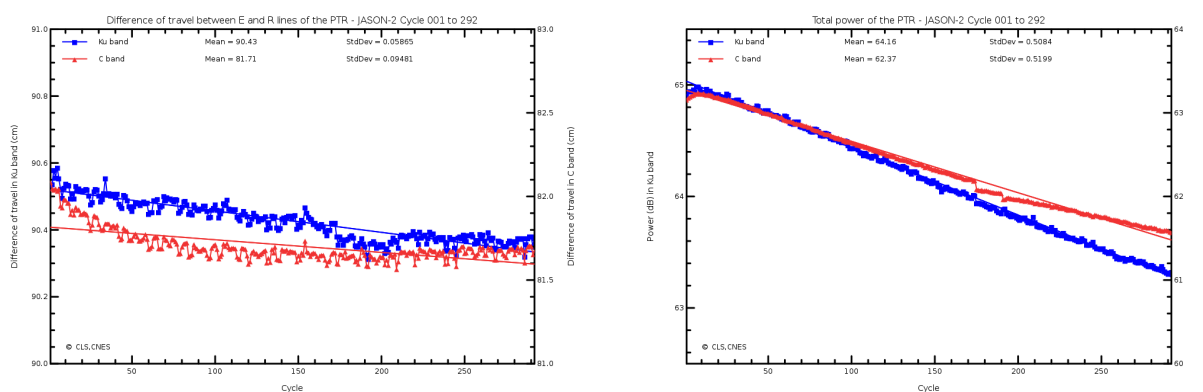 Difference of travel between E and R lines of the PTR - JASON-2 Cycle 001 to 292
91.0
90.8
90.6
90.4
90.2
90.0
Difference of travel in Ku band (cm)
Ku band Mean = 90.43 StdDev = 0.05865
C band Mean = 81.71 StdDev = 0.09481
83.0
82.5
82.0
81.5
81.0
Difference of travel in C band (cm)
© CLS,CNES
50 100 150 200 250
Cycle
Total power of the PTR - JASON-2 Cycle 001 to 292
65
64
63
Power (dB) in Ku band
Ku band Mean = 64.16 StdDev = 0.5084
C band Mean = 62.37 StdDev = 0.5199
64
63
62
61
60
© CLS,CNES
50 100 150 200 250
Cycle